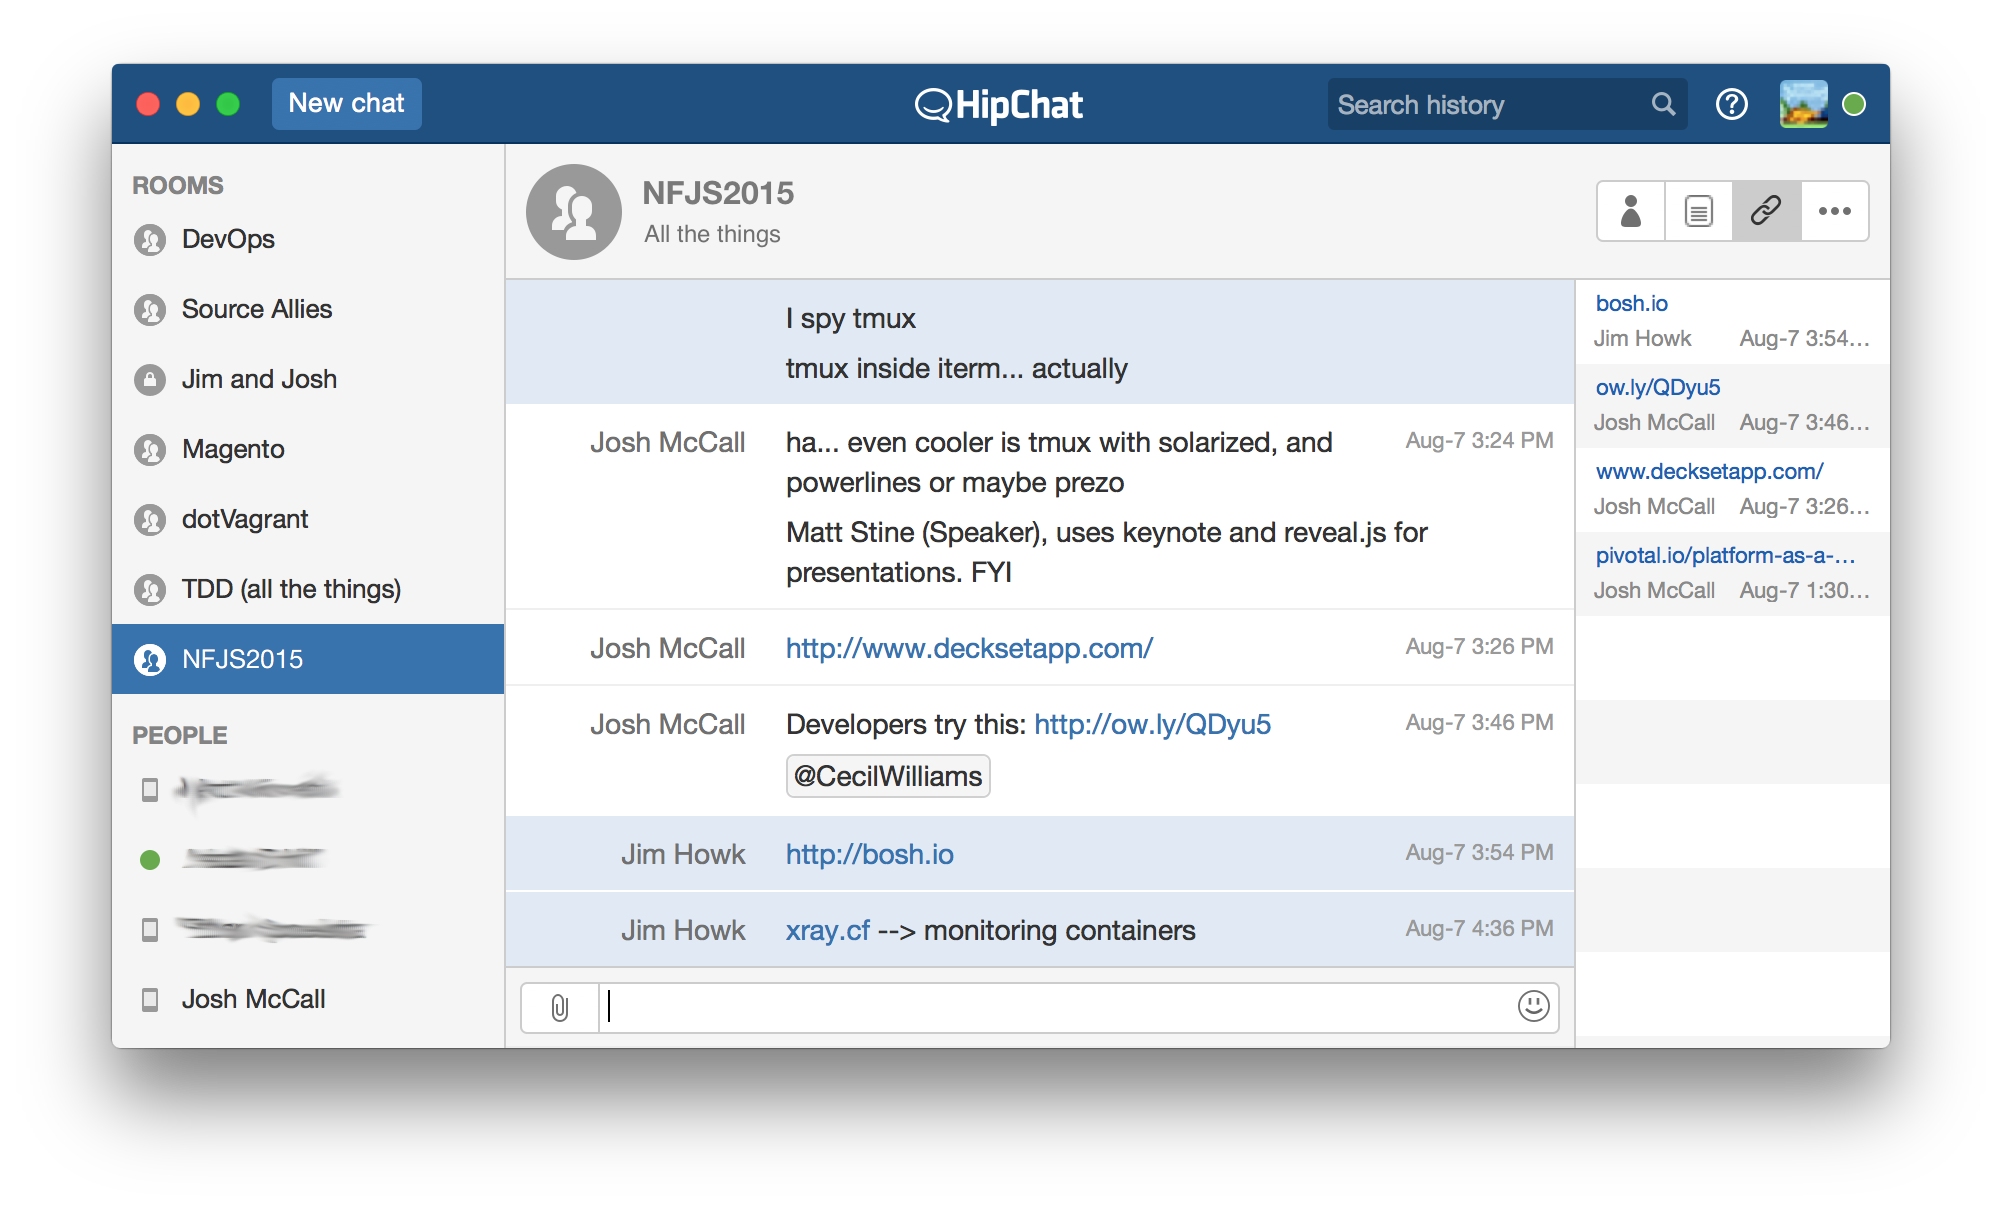 New chat
HipChat
Search history
ROOMS
DevOps
Source Allies
Jim and Josh
Magento
dotVagrant
TDD (all the things)
NFJS2015
PEOPLE
Josh McCall
NFJS2015
All the things
I spy tmux
tmux inside iterm... actually
Josh McCall ha... even cooler is tmux with solarized, and Aug-7 3:24 PM
powerlines or maybe prezo
Matt Stine (Speaker), uses keynote and reveal.js for
presentations. FYI
Josh McCall http://www.decksetapp.com/ Aug-7 3:26 PM
Josh McCall Developers try this: http://ow.ly/QDyu5 Aug-7 3:46 PM
@CecilWilliams
Jim Howk http://bosh.io Aug-7 3:54 PM
Jim Howk xray.cf --> monitoring containers Aug-7 4:36 PM
bosh.io
Jim Howk Aug-7 3:54...
ow.ly/QDyu5
Josh McCall Aug-7 3:46...
www.decksetapp.com/
Josh McCall Aug-7 3:26...
pivotal.io/platform-as-a-...
Josh McCall Aug-7 1:30...